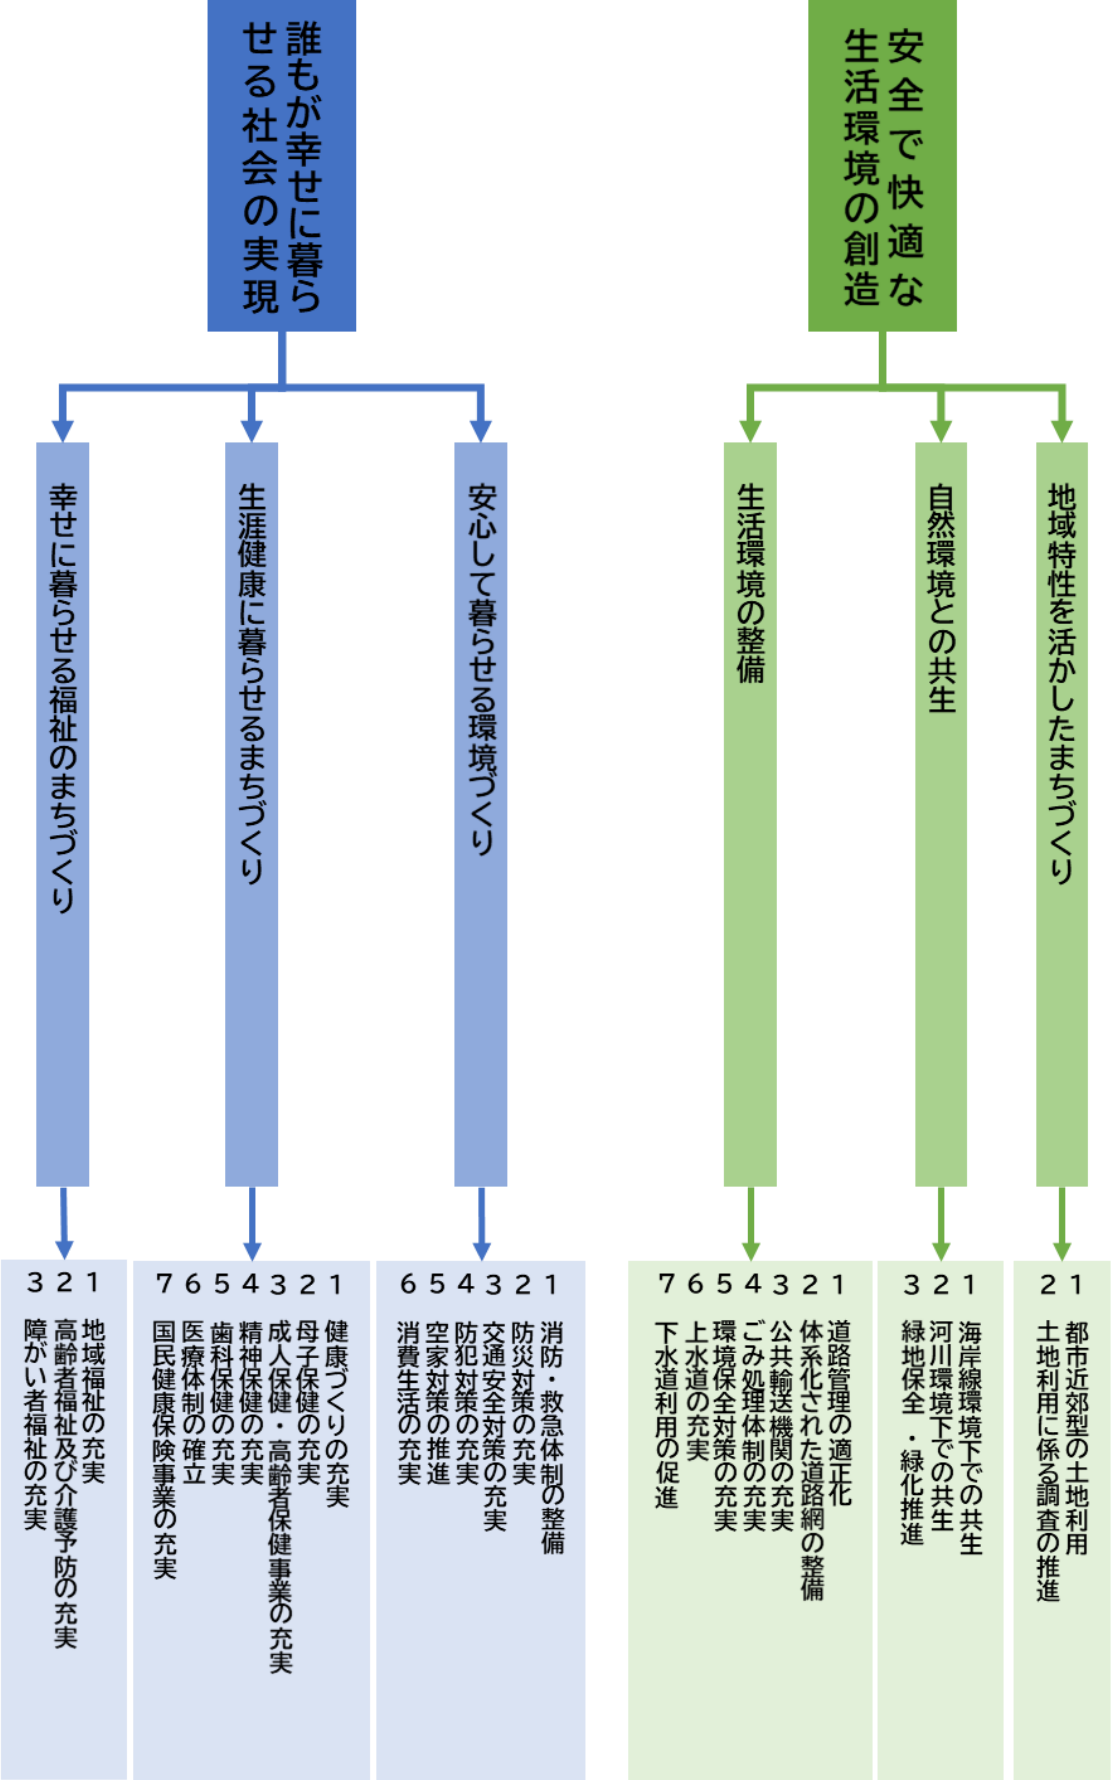 安全で快適な
生活環境の創造
地域特性を活かしたまちづくり
1 都市近郊型の土地利用
2 土地利用に係る調査の推進
自然環境との共生
1 海岸線環境下での共生
2 河川環境下での共生
3 緑地保全・緑化推進
生活環境の整備
1 道路管理の適正化
2 体系化された道路網の整備
3 公共輸送機関の充実
4 ごみ処理体制の充実
5 環境保全対策の充実
6 上水道の充実
7 下水道利用の促進
誰もが幸せに暮ら
せる社会の実現
安心して暮らせる環境づくり
1 消防・救急体制の整備
2 防災対策の充実
3 交通安全対策の充実
4 防犯対策の充実
5 空家対策の推進
6 消費生活の充実
生涯健康に暮らせるまちづくり
1 健康づくりの充実
2 母子保健の充実
3 成人保健・高齢者保健事業の充実
4 精神保健の充実
5 歯科保健の充実
6 医療体制の確立
7 国民健康保険事業の充実
幸せに暮らせる福祉のまちづくり
1 地域福祉の充実
2 高齢者福祉及び介護予防の充実
3 障がい者福祉の充実